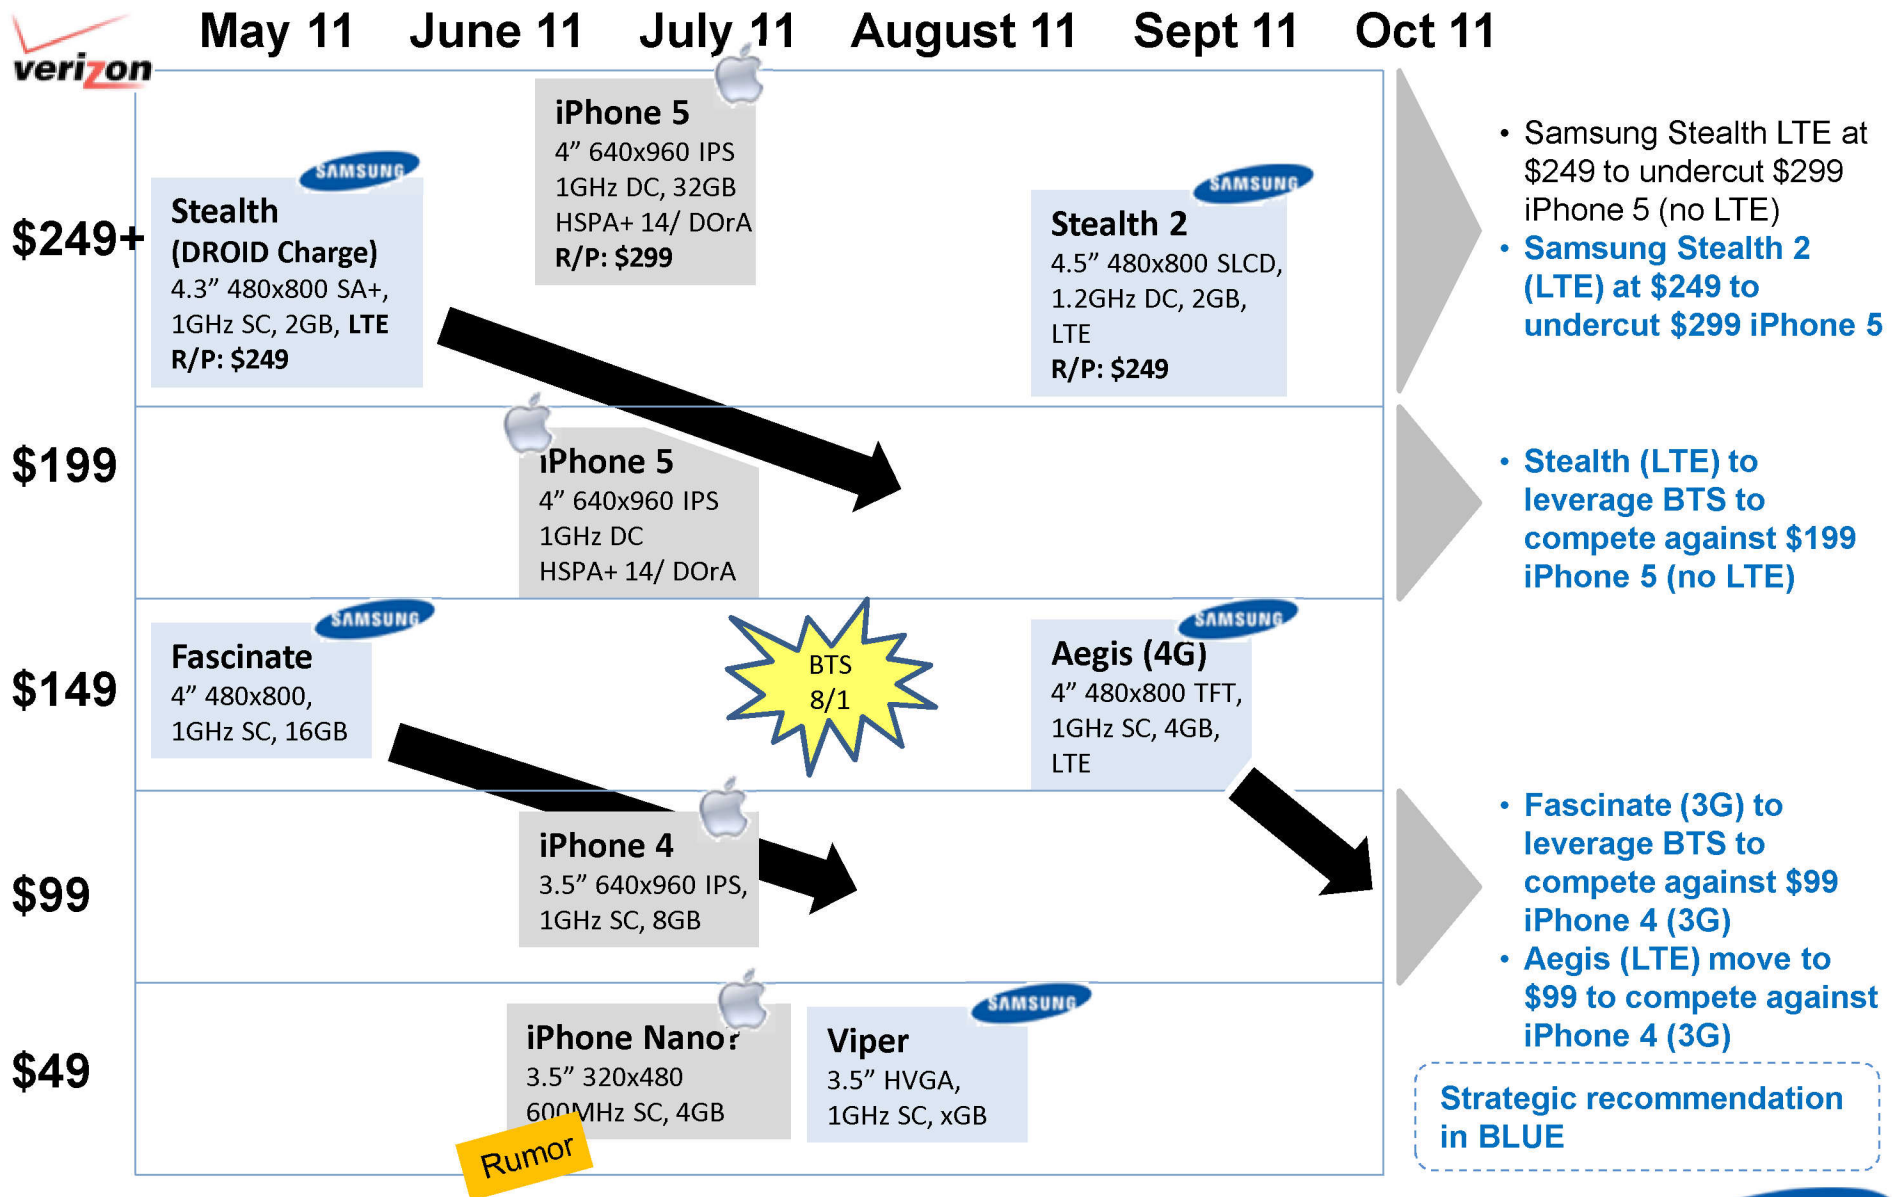 verizon
May 11 June 11 July 11 August 11 Sept 11 Oct 11
$249+
SAMSUNG
Stealth
(DROID Charge)
4.3” 480x800 SA+,
1GHz SC, 2GB, LTE
R/P: $249
iPhone 5
4” 640x960 IPS
1GHz DC, 32GB
HSPA+ 14/ DOrA
R/P: $299
SAMSUNG
Stealth 2
4.5” 480x800 SLCD,
1.2GHz DC, 2GB,
LTE
R/P: $249
• Samsung Stealth LTE at
$249 to undercut $299
iPhone 5 (no LTE)
• Samsung Stealth 2
(LTE) at $249 to
undercut $299 iPhone 5
$199
iPhone 5
4” 640x960 IPS
1GHz DC
HSPA+ 14/ DOrA
• Stealth (LTE) to
leverage BTS to
compete against $199
iPhone 5 (no LTE)
$149
SAMSUNG
Fascinate
4” 480x800,
1GHz SC, 16GB
BTS
8/1
SAMSUNG
Aegis (4G)
4” 480x800 TFT,
1GHz SC, 4GB,
LTE
$99
iPhone 4
3.5” 640x960 IPS,
1GHz SC, 8GB
• Fascinate (3G) to
leverage BTS to
compete against $99
iPhone 4 (3G)
• Aegis (LTE) move to
$99 to compete against
iPhone 4 (3G)
$49
iPhone Nano?
3.5” 320x480
600MHz SC, 4GB
Rumor
SAMSUNG
Viper
3.5” HVGA,
1GHz SC, xGB
Strategic recommendation
in BLUE